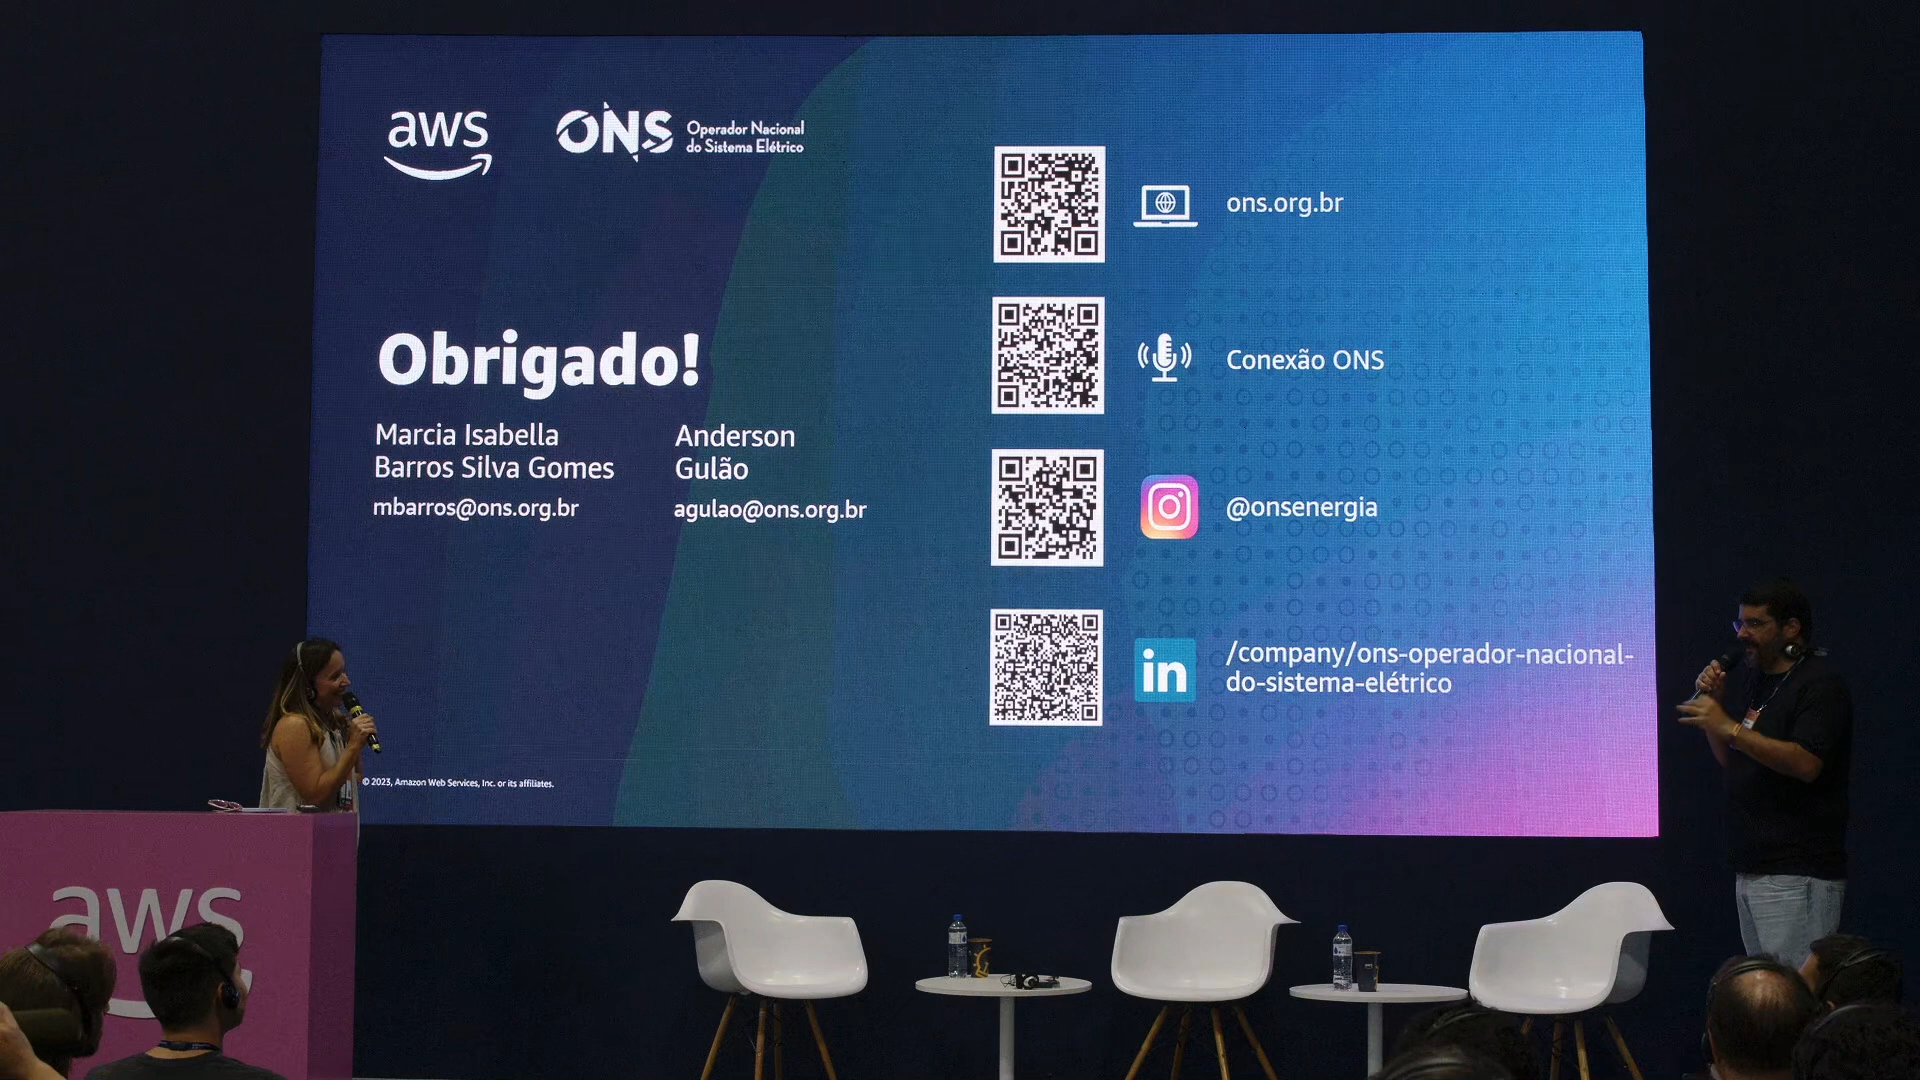 aws
ONS
Operador Nacional
do Sistema Elétrico
Obrigado!
Marcia Isabella
Barros Silva Gomes
mbarros@ons.org.br
Anderson
Gulão
agulao@ons.org.br
ons.org.br
Conexão ONS
@onsenergia
in
/company/ons-operador-nacional-
do-sistema-elétrico
© 2023, Amazon Web Services, Inc. or its affiliates.
aws